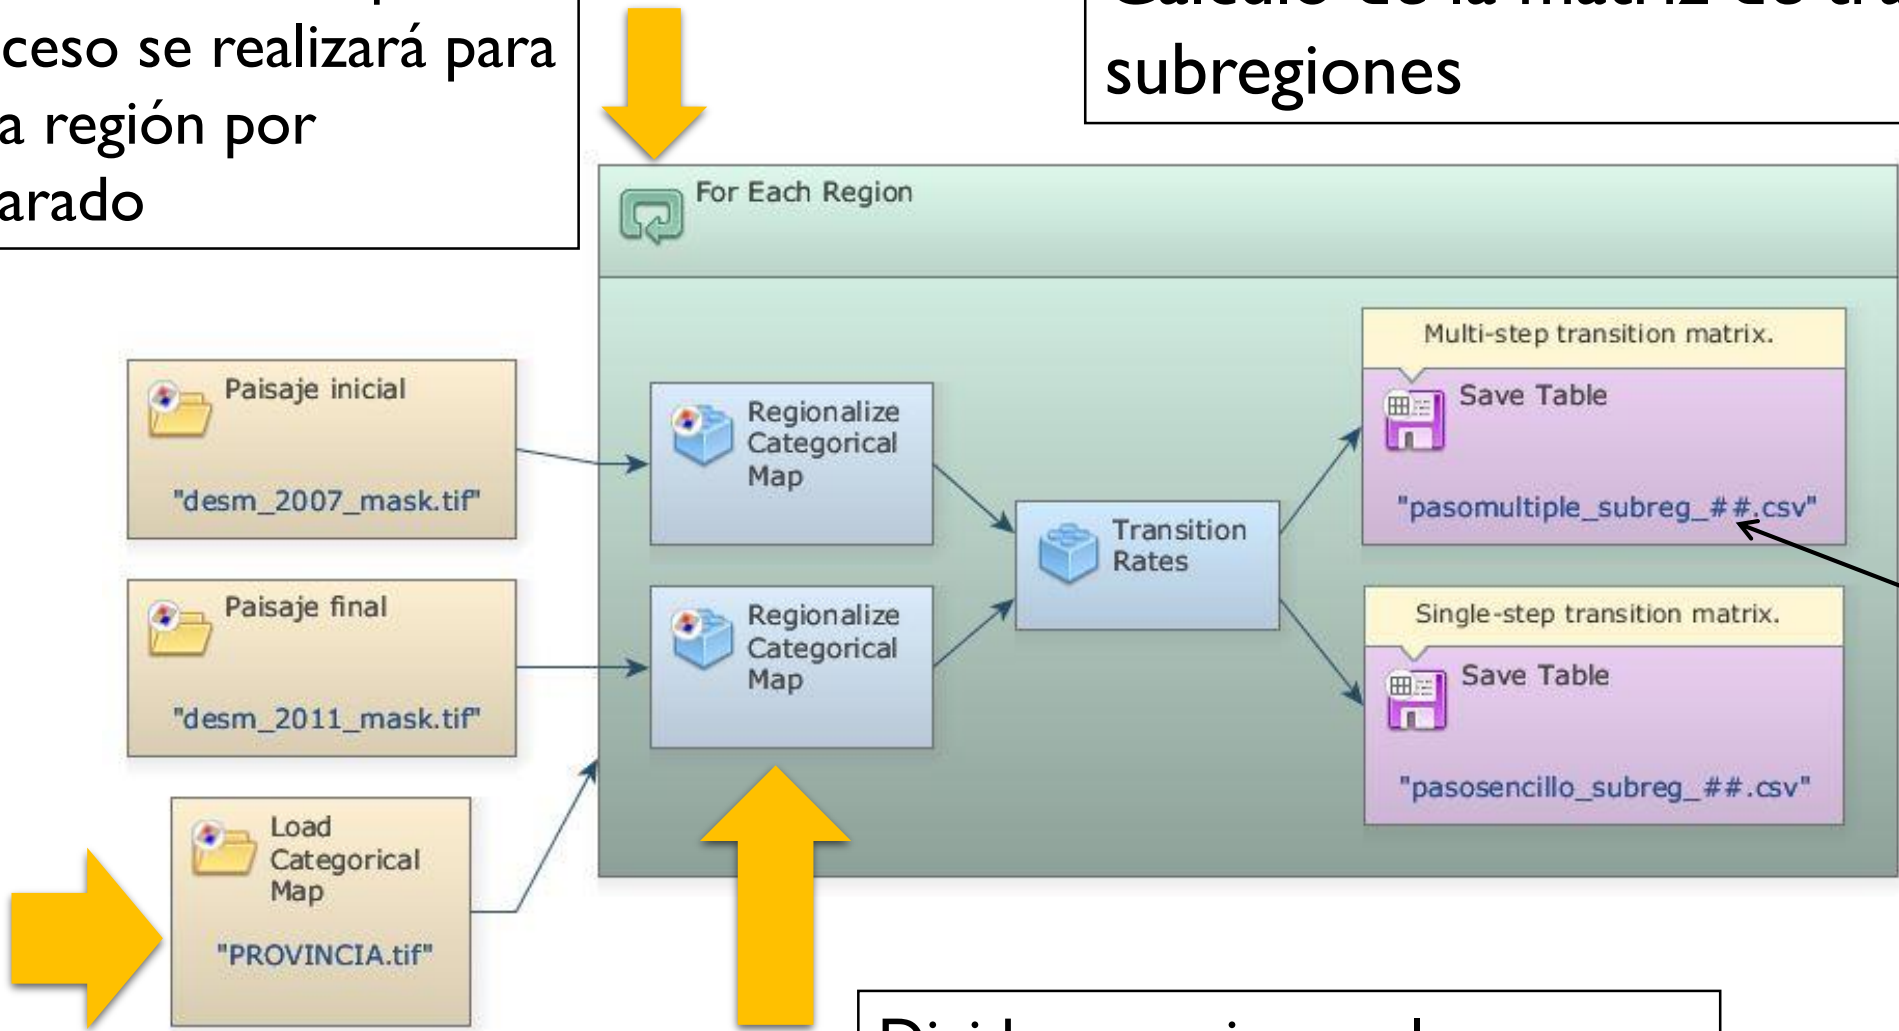 ceso se realizará para
a región por
arado
subregiones
For Each Region
Multi-step transition matrix.
Paisaje inicial
"desm_2007_mask.tif"
Regionalize
Categorical
Map
Save Table
"pasomultiple_subreg_##.csv"
Transition
Rates
Paisaje final
"desm_2011_mask.tif"
Regionalize
Categorical
Map
Single-step transition matrix.
Save Table
"pasosencillo_subreg_##.csv"
Load
Categorical
Map
"PROVINCIA.tif"